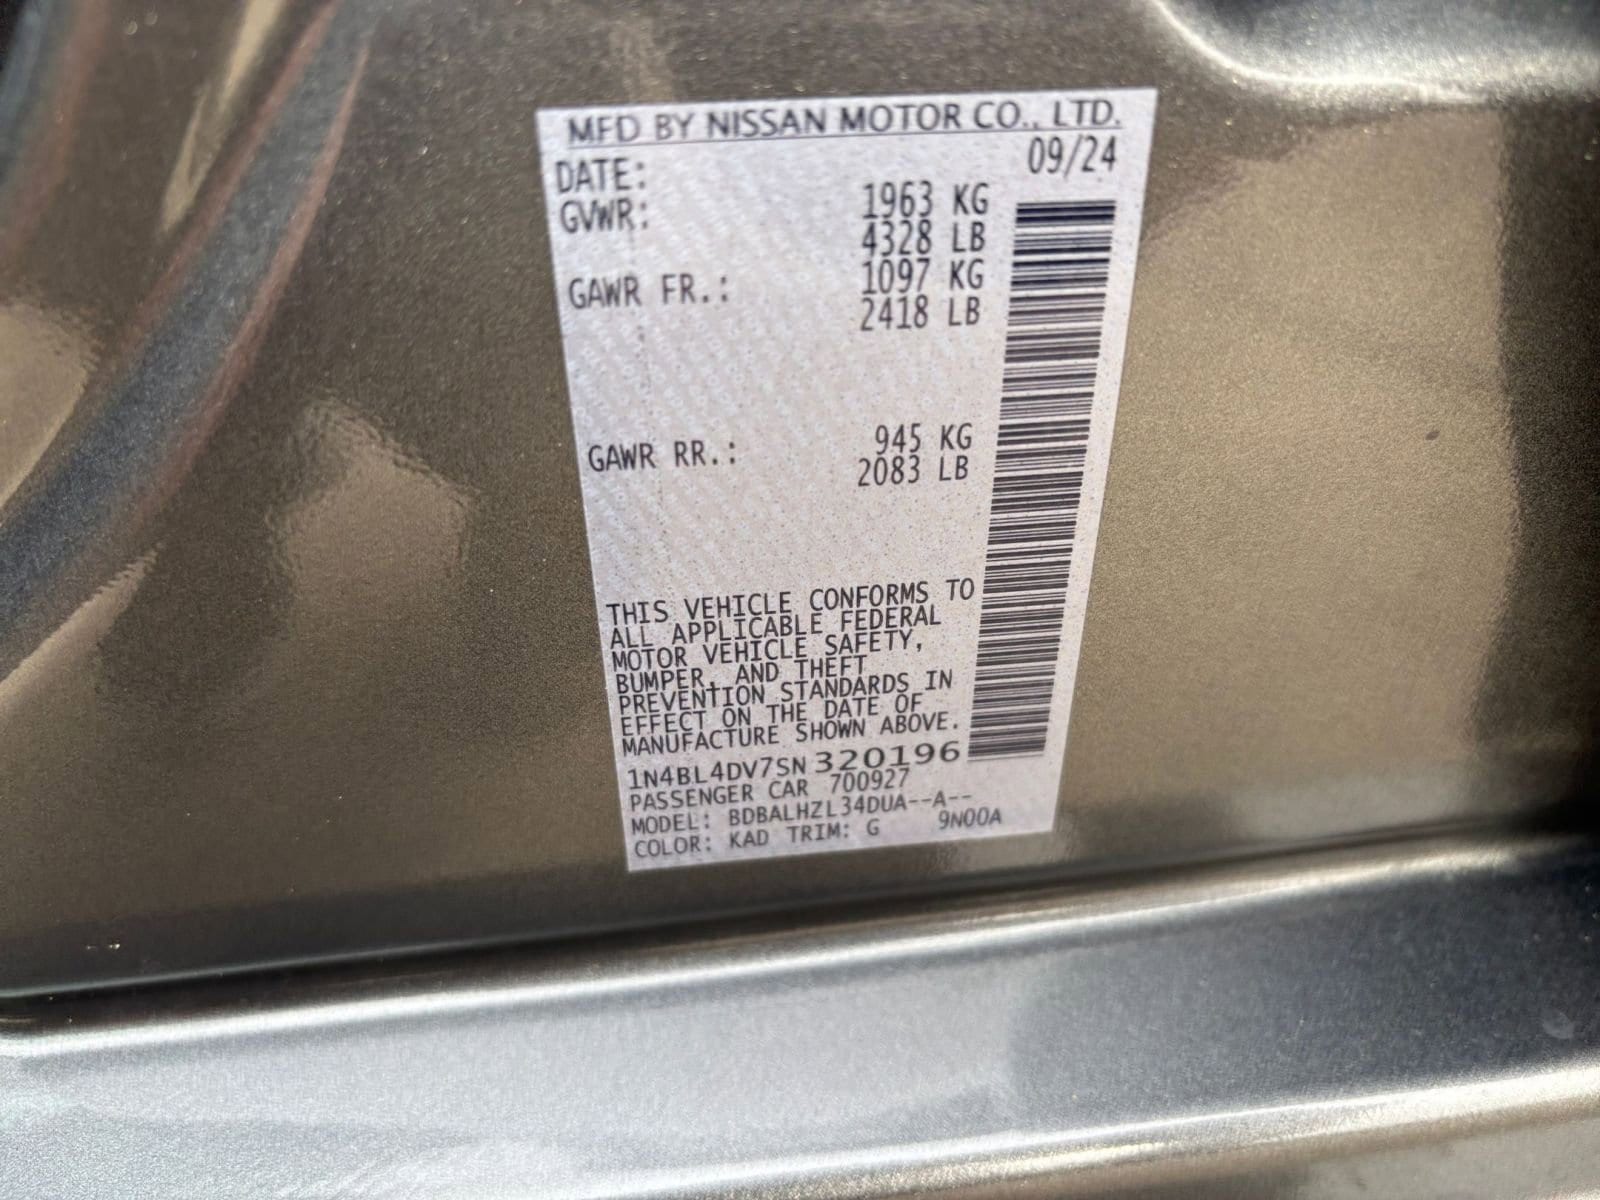 MFD BY NISSAN MOTOR CO., LTD.
DATE: 09/24
GVWR: 1963 KG
4328 LB
GAWR FR.: 1097 KG
2418 LB
GAWR RR.: 945 KG
2083 LB
THIS VEHICLE CONFORMS TO
ALL APPLICABLE FEDERAL
MOTOR VEHICLE SAFETY,
BUMPER, AND THEFT
PREVENTION STANDARDS IN
EFFECT ON THE DATE OF
MANUFACTURE SHOWN ABOVE.
1N4BL4DV7SN320196
PASSENGER CAR 700927
MODEL: BDBALHZL34DUA--A--
COLOR: KAD TRIM: G 9N00A